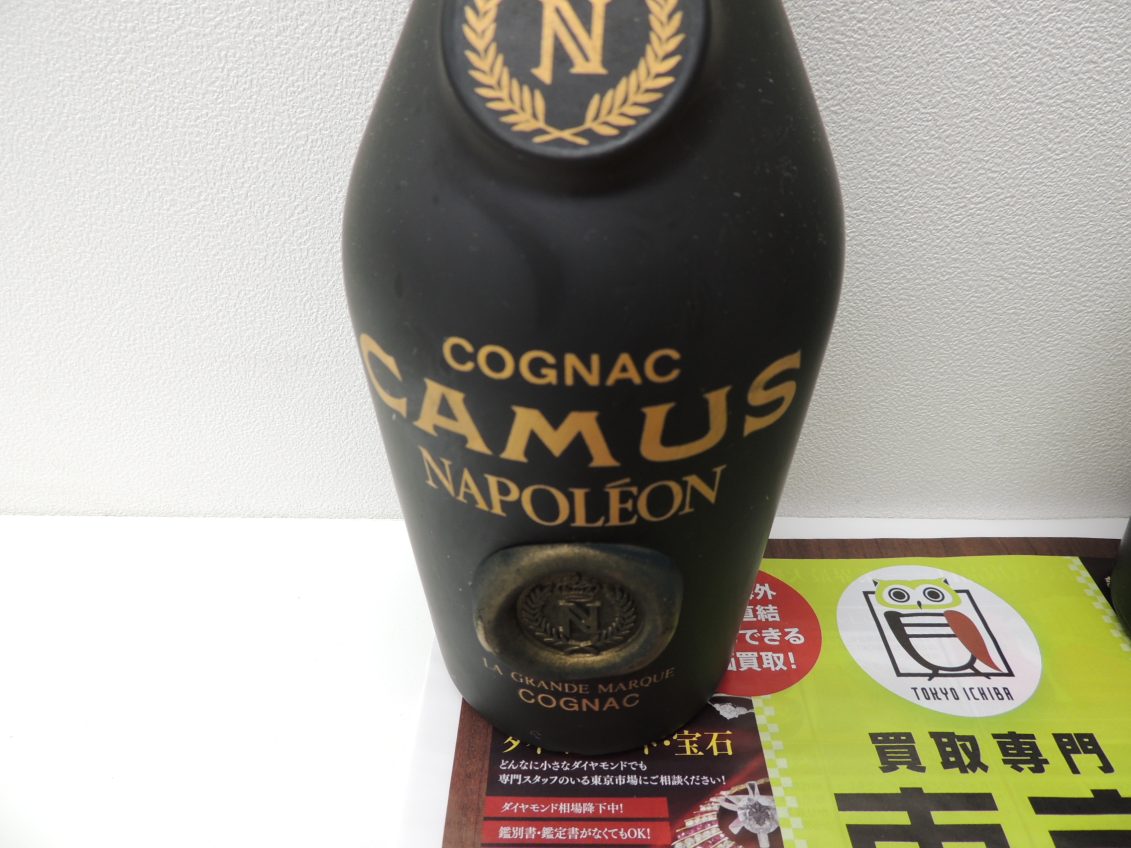 N
COGNAC
CAMUS
NAPOLÉON
N
LA GRANDE MARQUE
COGNAC
外
直結
できる
買取!
TOKYO ICHIBA
買取専門
宝石
どんなに小さなダイヤモンドでも
専門スタッフのいる東京市場にご相談ください!
ダイヤモンド相場降下中!
鑑別書・鑑定書がなくてもOK!